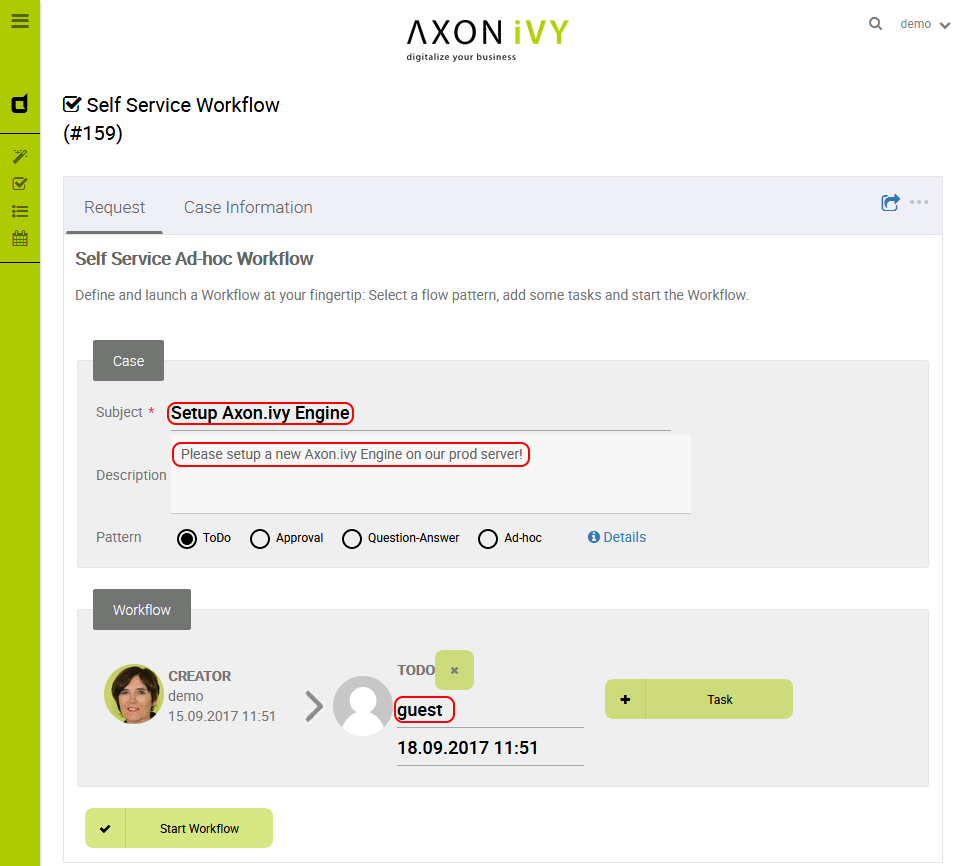 AXON iVY
digitalize your business
demo
Self Service Workflow
(#159)
Request Case Information
Self Service Ad-hoc Workflow
Define and launch a Workflow at your fingertip: Select a flow pattern, add some tasks and start the Workflow.
Case
Subject * Setup Axon.ivy Engine
Please setup a new Axon.ivy Engine on our prod server!
Description
Pattern ToDo Approval Question-Answer Ad-hoc Details
Workflow
CREATOR
demo
15.09.2017 11:51
TODO
guest
18.09.2017 11:51
Task
Start Workflow